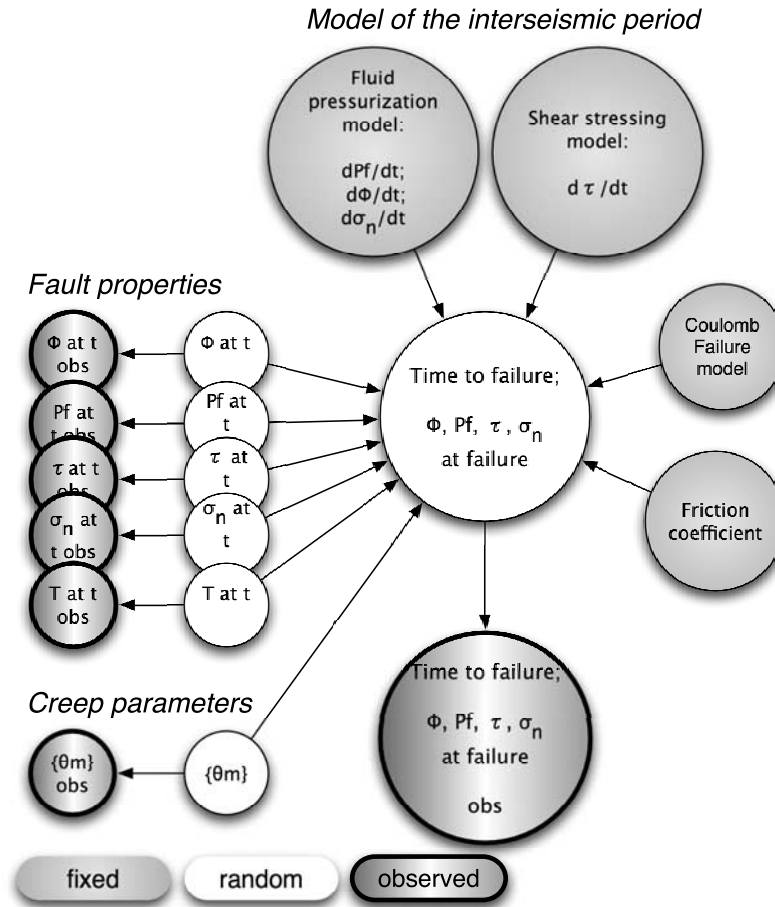 Model of the interseismic period
Fluid
pressurization
model:
dPf/dt;
dΦ/dt;
dσn/dt
Shear stressing
model:
d τ /dt
Fault properties
Φ at t
obs
Φ at t
Pf at
t obs
Pf at
t
τ at t
obs
τ at
t
σn at
t obs
σn at
t
T at t
obs
T at t
Time to failure;
Φ, Pf, τ , σn
at failure
Coulomb
Failure
model
Friction
coefficient
Creep parameters
{θm}
obs
{θm}
Time to failure;
Φ, Pf, τ , σn
at failure
obs
fixed
random
observed